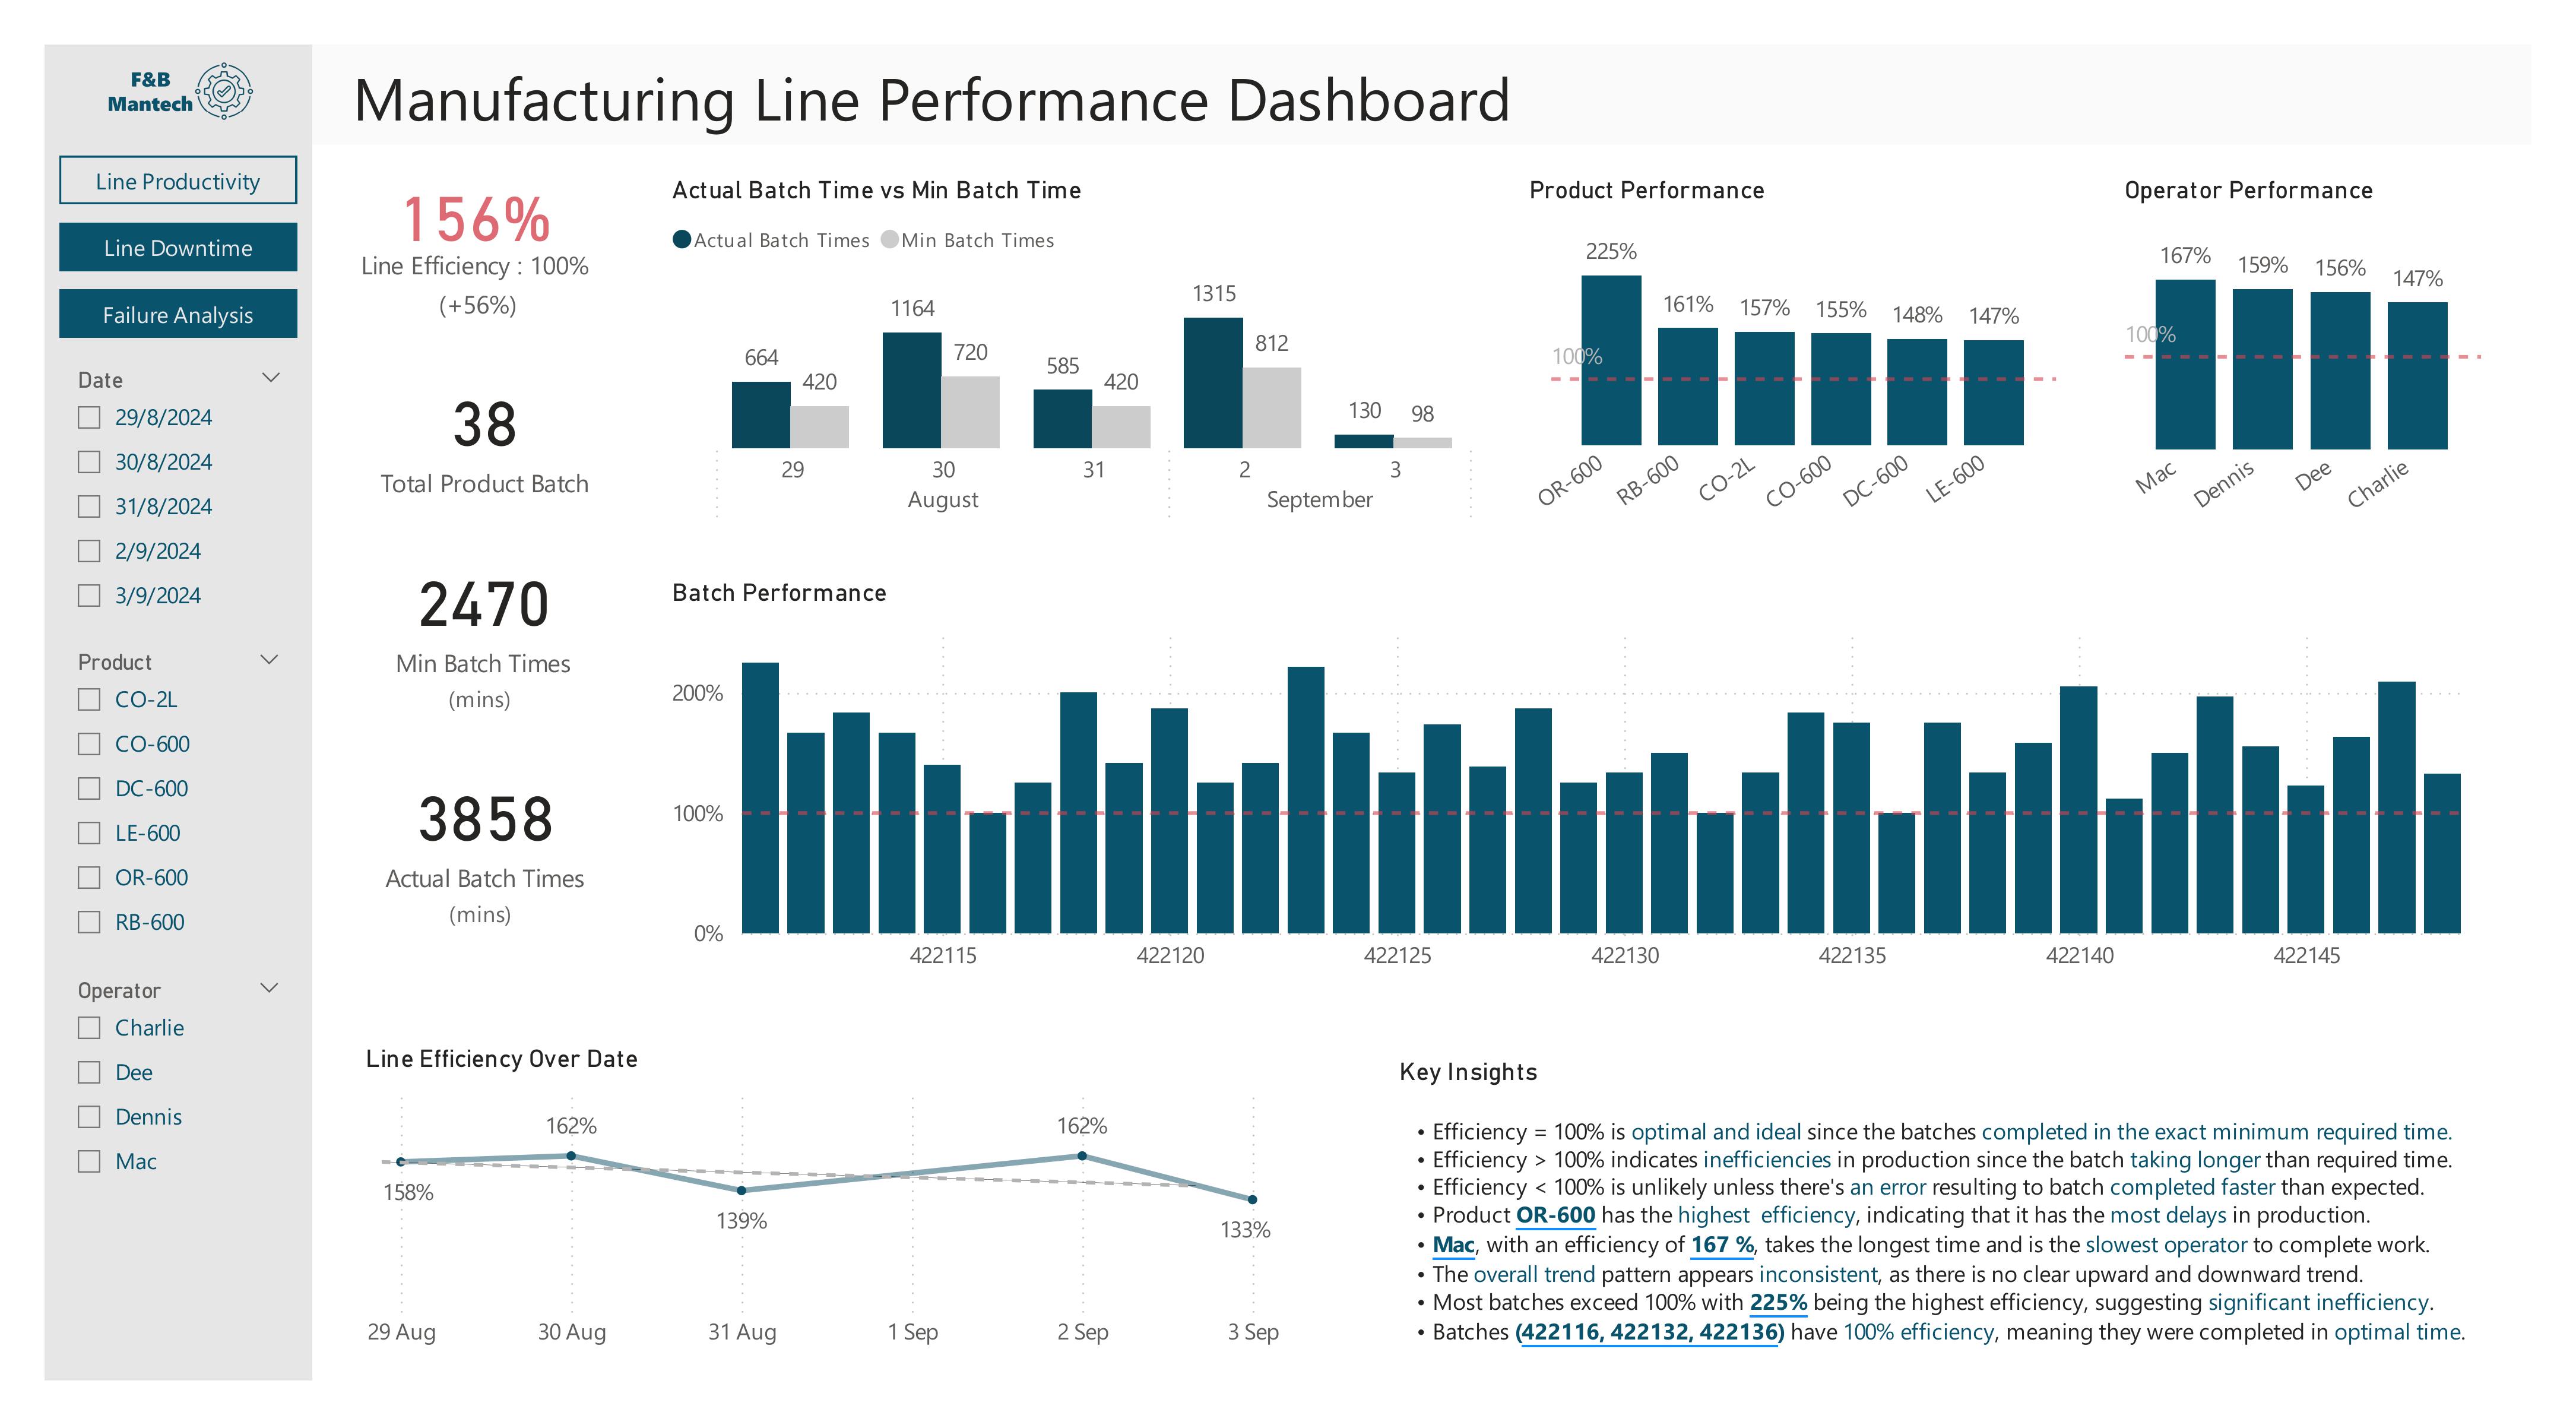 F&B
Mantech
Manufacturing Line Performance Dashboard
Line Productivity
Line Downtime
Failure Analysis
Date
29/8/2024
30/8/2024
31/8/2024
2/9/2024
3/9/2024
Product
CO-2L
CO-600
DC-600
LE-600
OR-600
RB-600
Operator
Charlie
Dee
Dennis
Mac
156%
Line Efficiency : 100%
(+56%)
38
Total Product Batch
2470
Min Batch Times
(mins)
3858
Actual Batch Times
(mins)
Actual Batch Time vs Min Batch Time
Actual Batch Times Min Batch Times
664
420
1164
720
585
420
1315
812
130
98
29
30
31
2
3
August
September
Product Performance
225%
161%
157%
155%
148%
147%
100%
OR-600
RB-600
CO-2L
CO-600
DC-600
LE-600
Operator Performance
167%
159%
156%
147%
100%
Mac
Dennis
Dee
Charlie
Batch Performance
200%
100%
0%
422115
422120
422125
422130
422135
422140
422145
Line Efficiency Over Date
158%
162%
139%
162%
133%
29 Aug
30 Aug
31 Aug
1 Sep
2 Sep
3 Sep
Key Insights
• Efficiency = 100% is optimal and ideal since the batches completed in the exact minimum required time.
• Efficiency > 100% indicates inefficiencies in production since the batch taking longer than required time.
• Efficiency < 100% is unlikely unless there's an error resulting to batch completed faster than expected.
• Product OR-600 has the highest efficiency, indicating that it has the most delays in production.
• Mac, with an efficiency of 167 %, takes the longest time and is the slowest operator to complete work.
• The overall trend pattern appears inconsistent, as there is no clear upward and downward trend.
• Most batches exceed 100% with 225% being the highest efficiency, suggesting significant inefficiency.
• Batches (422116, 422132, 422136) have 100% efficiency, meaning they were completed in optimal time.